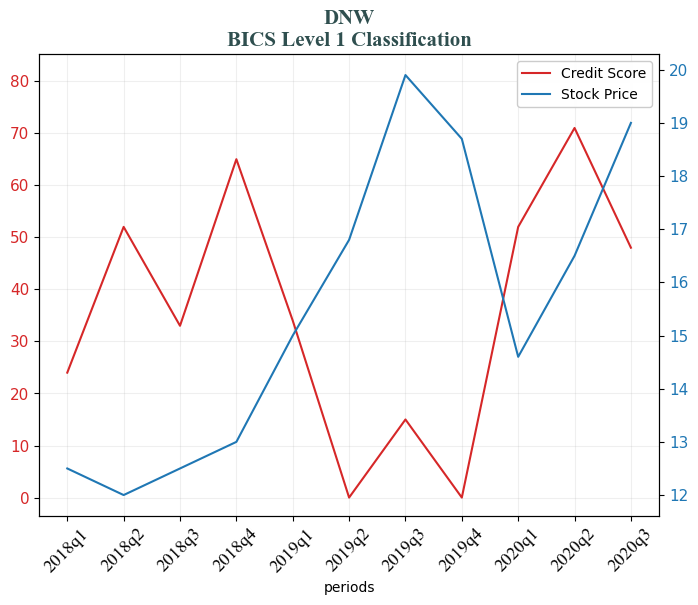 DNW
BICS Level 1 Classification
Credit Score
Stock Price
80
70
60
50
40
30
20
10
0
20
19
18
17
16
15
14
13
12
2018q1
2018q2
2018q3
2018q4
2019q1
2019q2
2019q3
2019q4
2020q1
2020q2
2020q3
periods